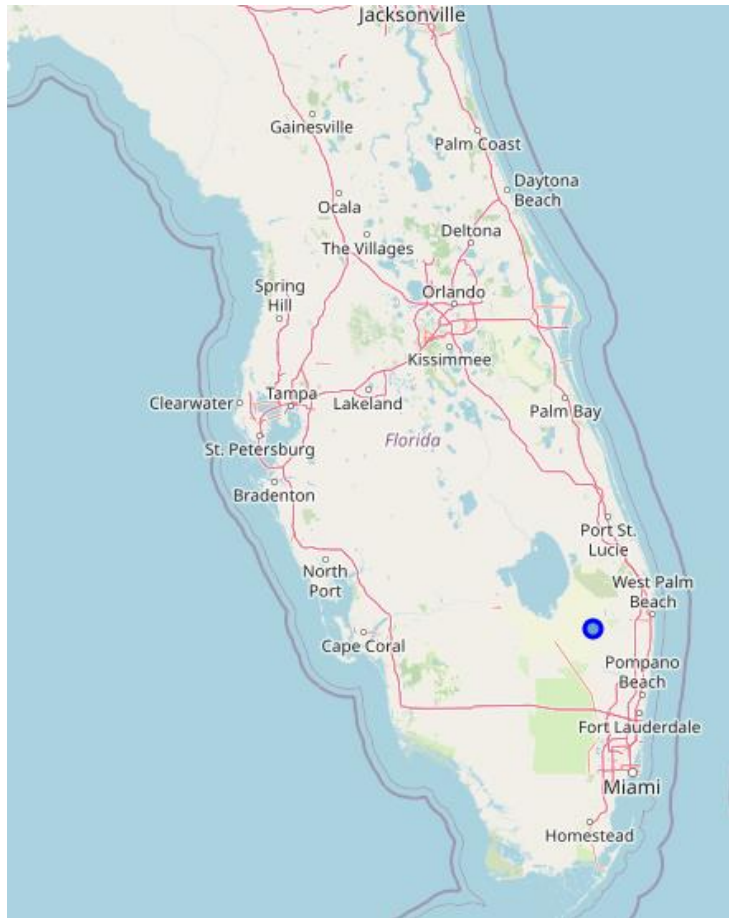 Jacksonville
Gainesville
Palm Coast
Daytona
Beach
Ocala
Deltona
The Villages
Spring
Hill
Orlando
Kissimmee
Tampa
Clearwater
Lakeland
Palm Bay
St. Petersburg
Florida
Bradenton
Port St.
Lucie
North
Port
West Palm
Beach
Cape Coral
Pompano
Beach
Fort Lauderdale
Miami
Homestead